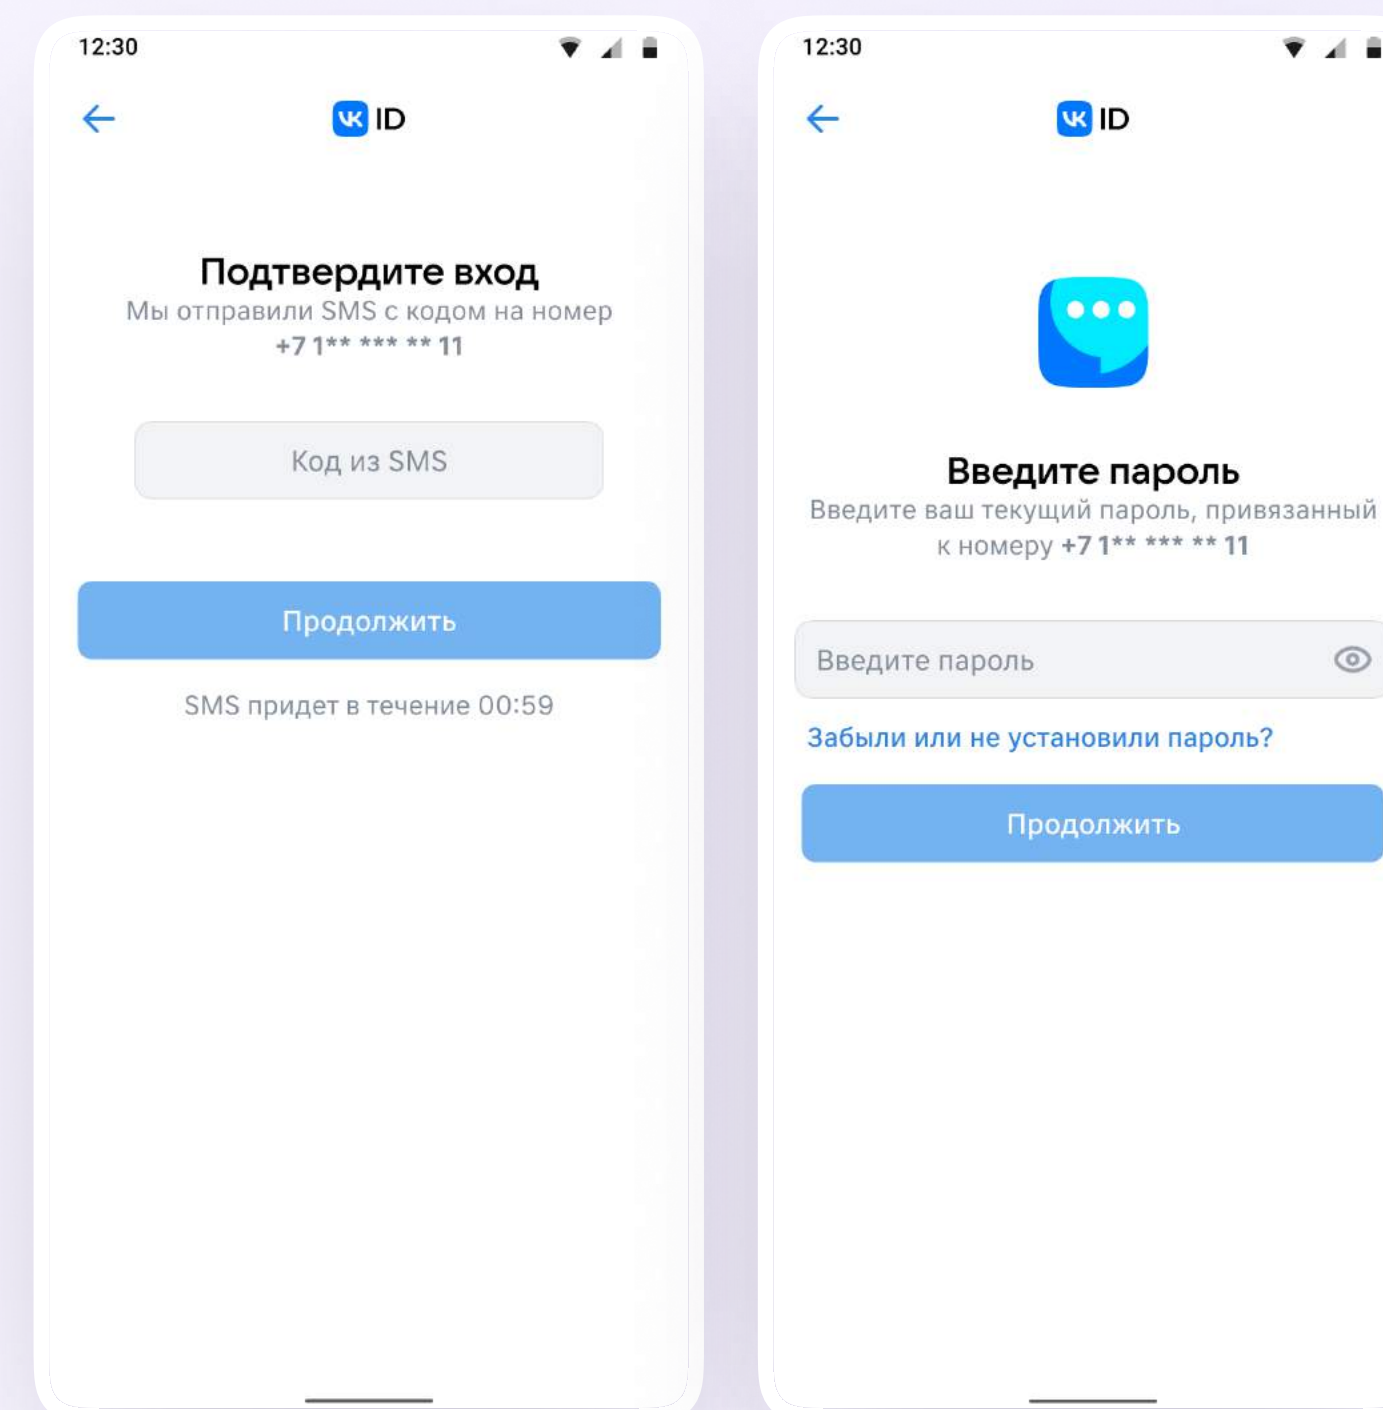 12:30
VK ID
Подтвердите вход
Мы отправили SMS с кодом на номер
+7 1** *** ** 11
Код из SMS
Продолжить
SMS придет в течение 00:59
12:30
VK ID
Введите пароль
Введите ваш текущий пароль, привязанный
к номеру +7 1** *** ** 11
Введите пароль
Забыли или не установили пароль?
Продолжить